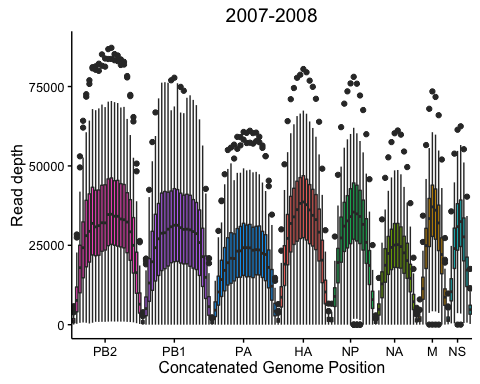 2007-2008
Read depth
75000
50000
25000
0
PB2 PB1 PA HA NP NA M NS
Concatenated Genome Position